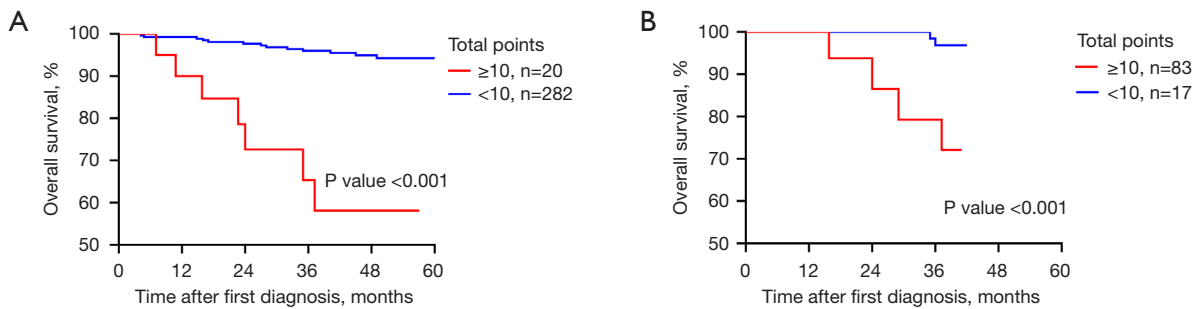 A
Overall survival, %
100
90
80
70
60
50
0
12
24
36
48
60
Time after first diagnosis, months
Total points
≥10, n=20
<10, n=282
P value <0.001
B
Overall survival, %
100
90
80
70
60
50
0
12
24
36
48
60
Time after first diagnosis, months
Total points
≥10, n=83
<10, n=17
P value <0.001